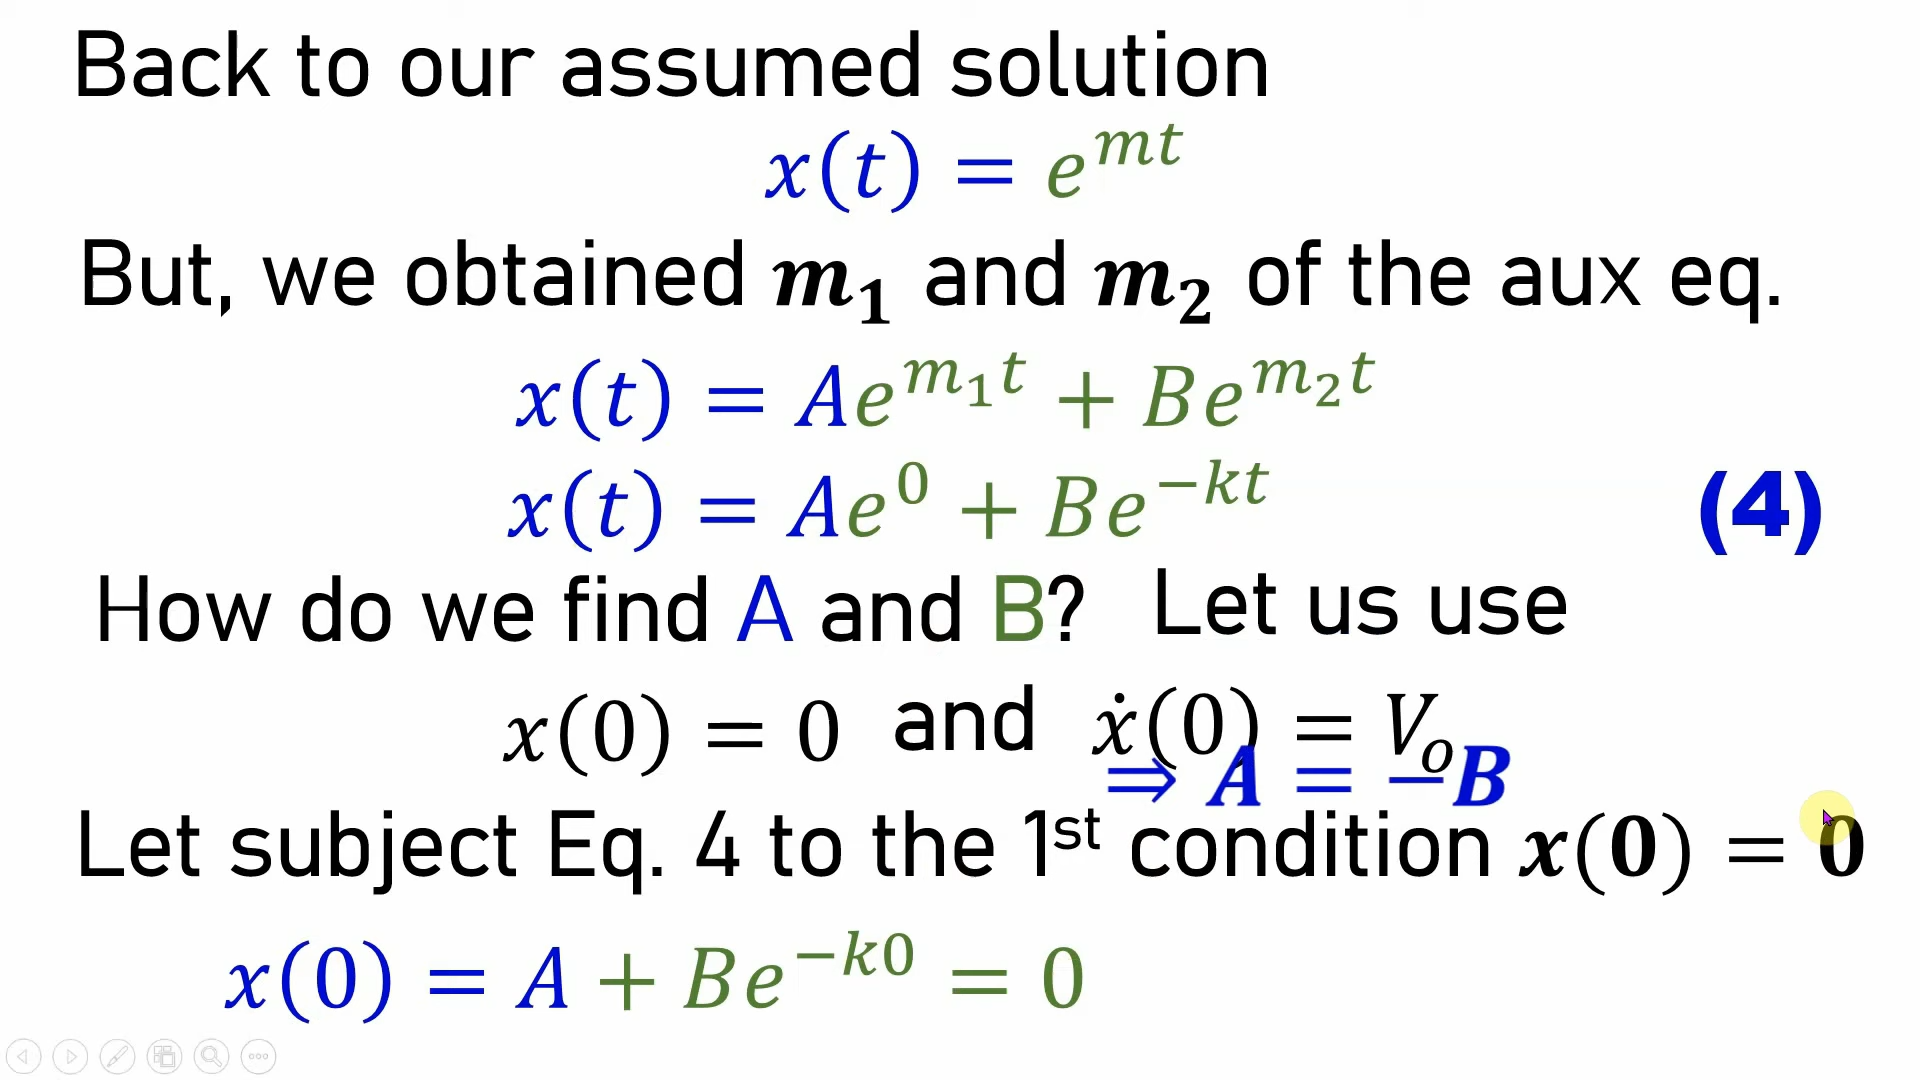 Back to our assumed solution
x(t) = e^{mt}
But, we obtained m₁ and m₂ of the aux eq.
x(t) = Ae^{m₁t} + Be^{m₂t}
x(t) = Ae^{0} + Be^{−kt} (4)
How do we find A and B? Let us use
x(0) = 0 and ẋ(0) = Vₒ
⇒ A = −B
Let subject Eq. 4 to the 1st condition x(0) = 0
x(0) = A + Be^{−k0} = 0